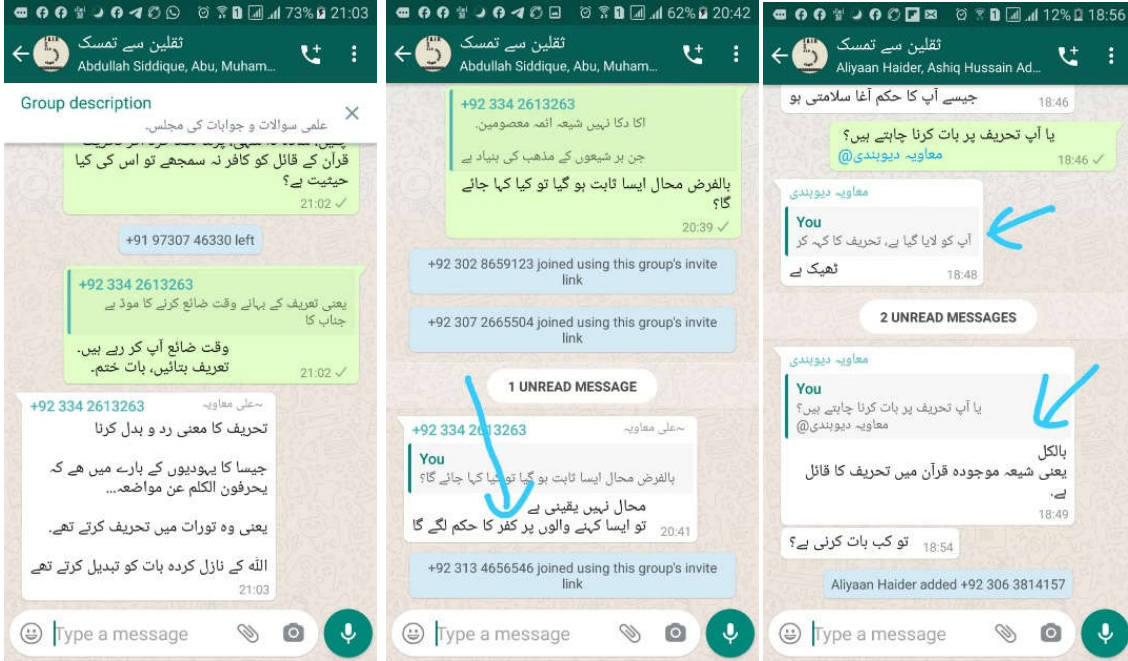 73% 21:03
ثقلین سے تمسک
Abdullah Siddique, Abu, Muham...
Group description
علمی سوالات و جوابات کی مجلس۔
قرآن کے قائل کو کافر نہ سمجھے تو اس کی کیا
حیثیت ہے؟
21:02
+91 97307 46330 left
+92 334 2613263
یعنی تعریف کے بہانے وقت ضائع کرنے کا موڈ ہے
جناب کا
وقت ضائع آپ کر رہے ہیں۔
تعریف بتائیں، بات ختم۔
21:02
+92 334 2613263 ~علی معاویہ
تحریف کا معنی رد و بدل کرنا
جیسا کا یہودیوں کے بارے میں ھے کہ
یحرفون الکلم عن مواضعہ...
یعنی وہ تورات میں تحریف کرتے تھے۔
اللہ کے نازل کردہ بات کو تبدیل کرتے تھے
21:03
Type a message
62% 20:42
ثقلین سے تمسک
Abdullah Siddique, Abu, Muham...
+92 334 2613263
اکا دکا نہیں شیعہ ائمہ معصومین۔
جن پر شیعوں کے مذھب کی بنیاد ہے
بالفرض محال ایسا ثابت ہو گیا تو کیا کہا جائے
گا؟
20:39
+92 302 8659123 joined using this group's invite
link
+92 307 2665504 joined using this group's invite
link
1 UNREAD MESSAGE
+92 334 2613263 ~علی معاویہ
You
بالفرض محال ایسا ثابت ہو گیا تو کیا کہا جائے گا؟
محال نہیں یقینی ہے
تو ایسا کہنے والوں پر کفر کا حکم لگے گا
20:41
+92 313 4656546 joined using this group's invite
link
Type a message
12% 18:56
ثقلین سے تمسک
Aliyaan Haider, Ashiq Hussain Ad...
جیسے آپ کا حکم آغا سلامتی ہو
18:46
یا آپ تحریف پر بات کرنا چاہتے ہیں؟
@معاویہ دیوبندی
18:46
معاویہ دیوبندی
You
آپ کو لایا گیا ہے، تحریف کا کہہ کر
ٹھیک ہے
18:48
2 UNREAD MESSAGES
معاویہ دیوبندی
You
یا آپ تحریف پر بات کرنا چاہتے ہیں؟
@معاویہ دیوبندی
بالکل
یعنی شیعہ موجودہ قرآن میں تحریف کا قائل
ہے۔
18:49
تو کب بات کرنی ہے؟
18:54
Aliyaan Haider added +92 306 3814157
Type a message